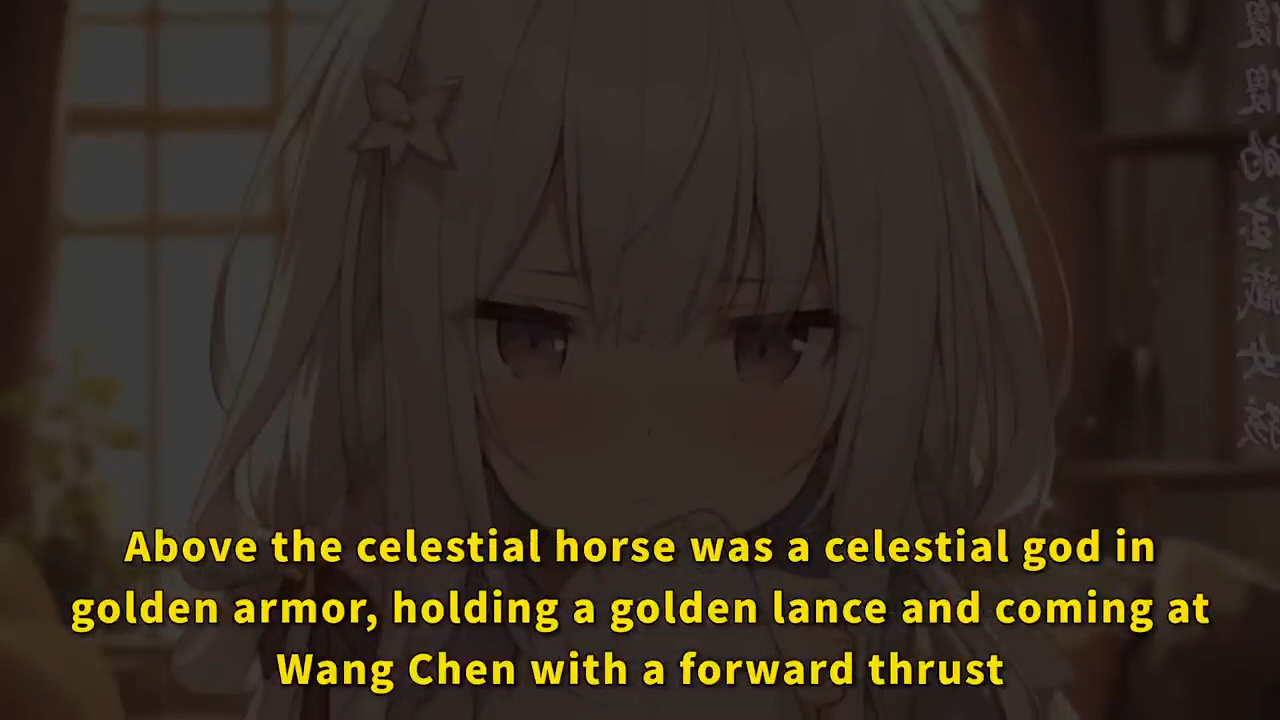 Above the celestial horse was a celestial god in
golden armor, holding a golden lance and coming at
Wang Chen with a forward thrust